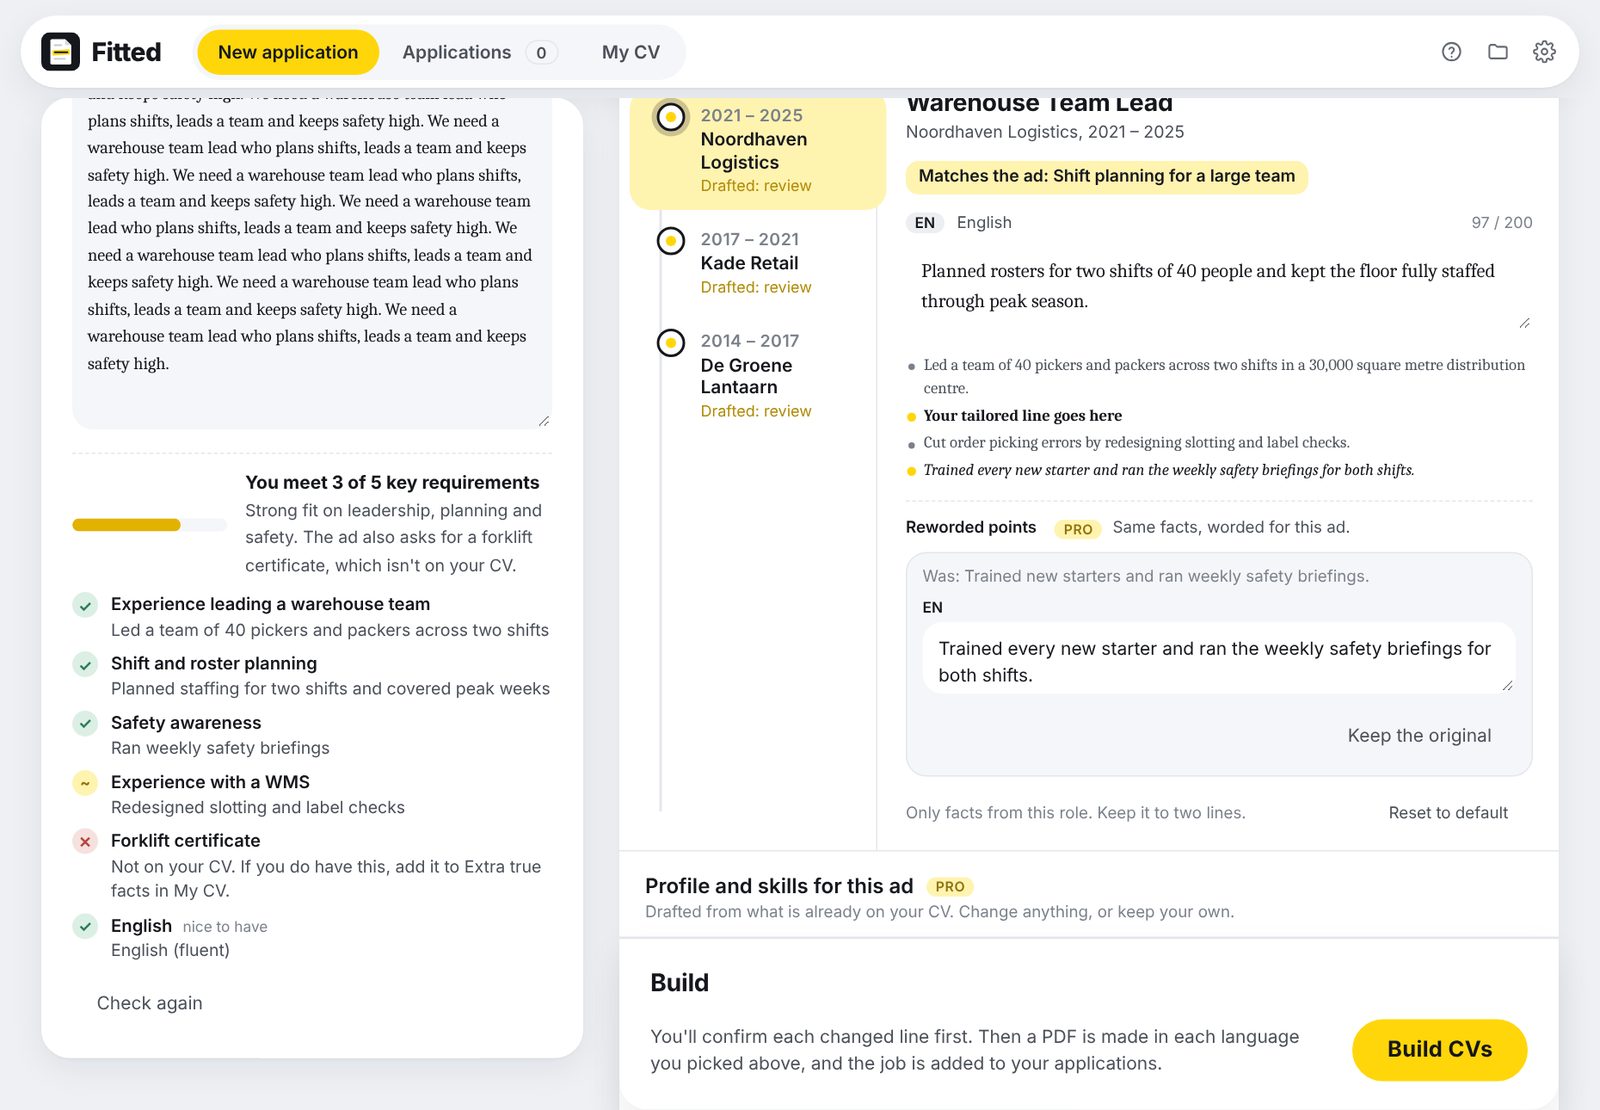 Fitted
New application
Applications 0
My CV
and keeps safety high. We need a warehouse team lead who
plans shifts, leads a team and keeps safety high. We need a
warehouse team lead who plans shifts, leads a team and keeps
safety high. We need a warehouse team lead who plans shifts,
leads a team and keeps safety high. We need a warehouse team
lead who plans shifts, leads a team and keeps safety high. We
need a warehouse team lead who plans shifts, leads a team and
keeps safety high. We need a warehouse team lead who plans
shifts, leads a team and keeps safety high. We need a
warehouse team lead who plans shifts, leads a team and keeps
safety high.
You meet 3 of 5 key requirements
Strong fit on leadership, planning and
safety. The ad also asks for a forklift
certificate, which isn't on your CV.
Experience leading a warehouse team
Led a team of 40 pickers and packers across two shifts
Shift and roster planning
Planned staffing for two shifts and covered peak weeks
Safety awareness
Ran weekly safety briefings
~ Experience with a WMS
Redesigned slotting and label checks
Forklift certificate
Not on your CV. If you do have this, add it to Extra true
facts in My CV.
English nice to have
English (fluent)
Check again
2021 – 2025
Noordhaven
Logistics
Drafted: review
2017 – 2021
Kade Retail
Drafted: review
2014 – 2017
De Groene
Lantaarn
Drafted: review
Warehouse Team Lead
Noordhaven Logistics, 2021 – 2025
Matches the ad: Shift planning for a large team
EN English 97 / 200
Planned rosters for two shifts of 40 people and kept the floor fully staffed
through peak season.
Led a team of 40 pickers and packers across two shifts in a 30,000 square metre distribution
centre.
Your tailored line goes here
Cut order picking errors by redesigning slotting and label checks.
Trained every new starter and ran the weekly safety briefings for both shifts.
Reworded points PRO Same facts, worded for this ad.
Was: Trained new starters and ran weekly safety briefings.
EN
Trained every new starter and ran the weekly safety briefings for
both shifts.
Keep the original
Only facts from this role. Keep it to two lines.
Reset to default
Profile and skills for this ad PRO
Drafted from what is already on your CV. Change anything, or keep your own.
Build
You'll confirm each changed line first. Then a PDF is made in each language
you picked above, and the job is added to your applications.
Build CVs